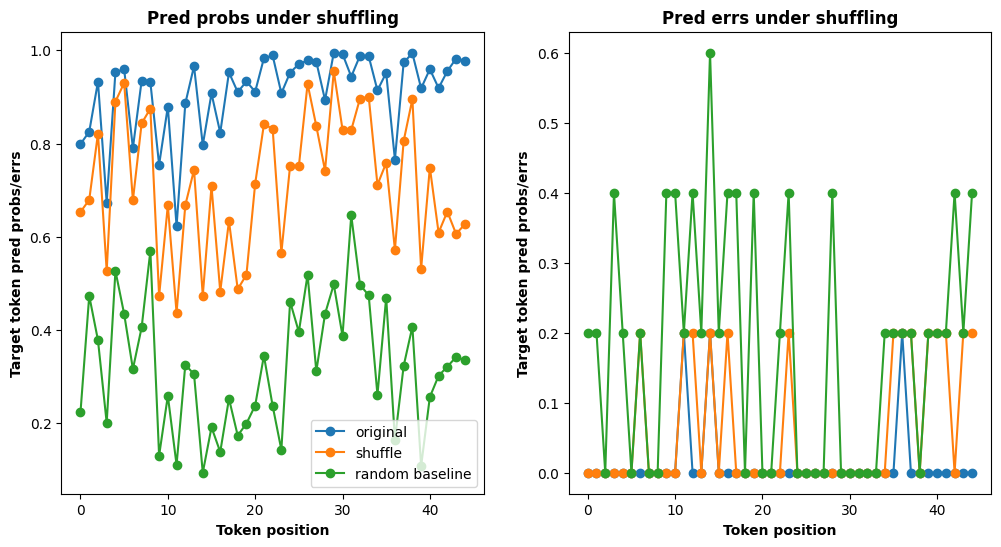 Pred probs under shuffling
Target token pred probs/errs
1.0
0.8
0.6
0.4
0.2
original
shuffle
random baseline
0 10 20 30 40
Token position
Pred errs under shuffling
Target token pred probs/errs
0.6
0.5
0.4
0.3
0.2
0.1
0.0
0 10 20 30 40
Token position